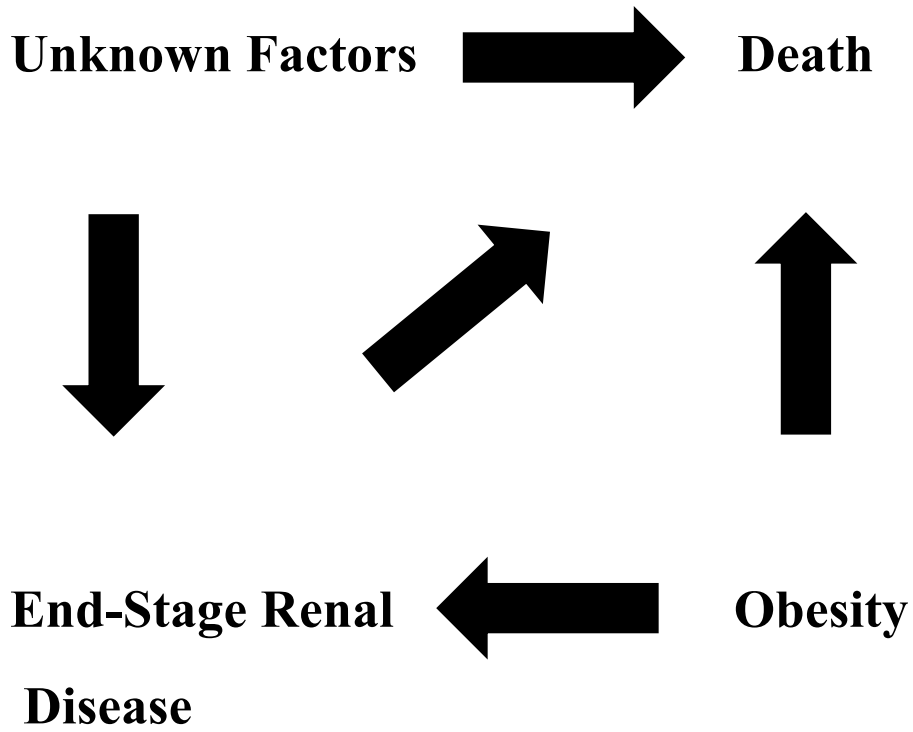 Unknown Factors
Death
End-Stage Renal
Disease
Obesity